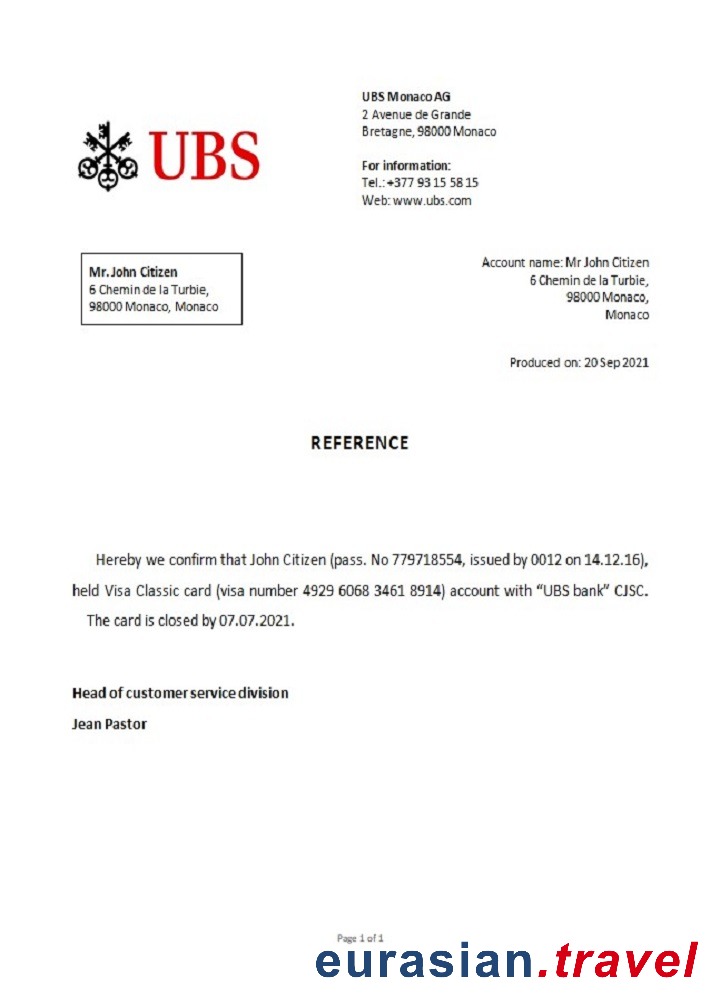 UBS
UBS Monaco AG
2 Avenue de Grande
Bretagne, 98000 Monaco
For information:
Tel.: +377 93 15 58 15
Web: www.ubs.com
Mr. John Citizen
6 Chemin de la Turbie,
98000 Monaco, Monaco
Account name: Mr John Citizen
6 Chemin de la Turbie,
98000 Monaco,
Monaco
Produced on: 20 Sep 2021
REFERENCE
Hereby we confirm that John Citizen (pass. No 779718554, issued by 0012 on 14.12.16),
held Visa Classic card (visa number 4929 6068 3461 8914) account with “UBS bank” CJSC.
The card is closed by 07.07.2021.
Head of customer service division
Jean Pastor
Page 1 of 1
eurasian.travel